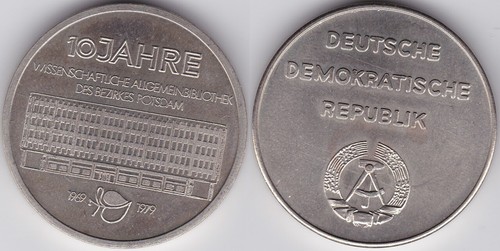 10 JAHRE
WISSENSCHAFTLICHE ALLGEMEINBIBLIOTHEK
DES BEZIRKES POTSDAM
1969 1979
DEUTSCHE
DEMOKRATISCHE
REPUBLIK